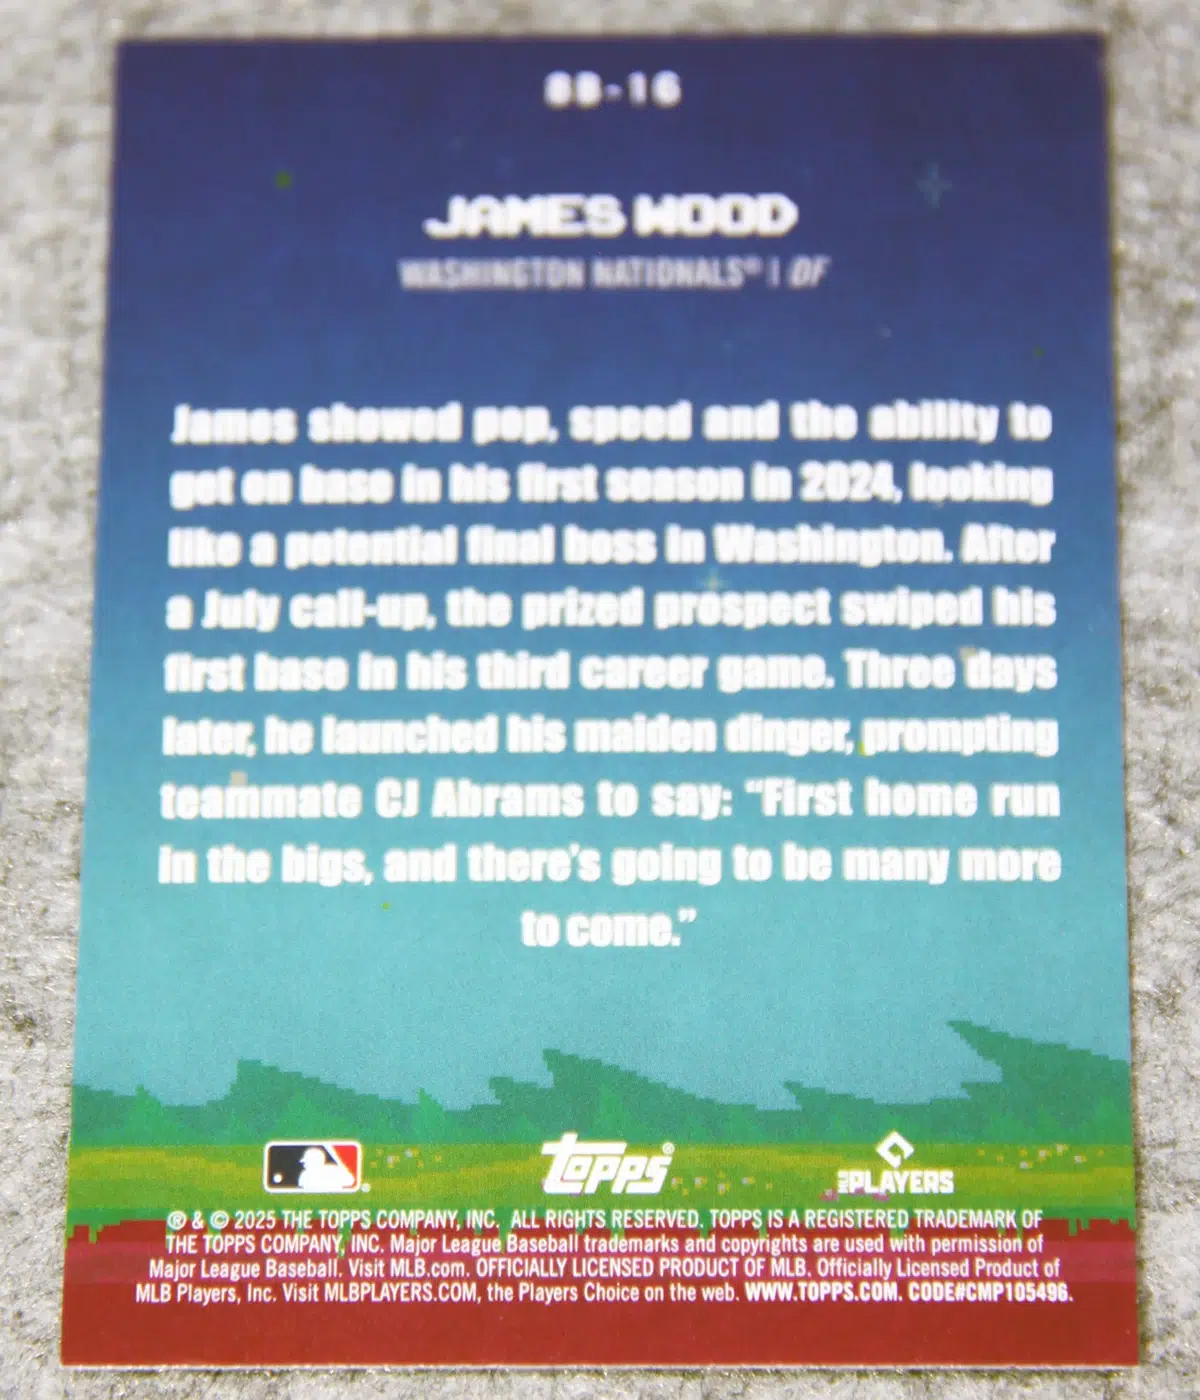 8B-16
JAMES WOOD
WASHINGTON NATIONALS® | OF
James showed pop, speed and the ability to
get on base in his first season in 2024, looking
like a potential final boss in Washington. After
a July call-up, the prized prospect swiped his
first base in his third career game. Three days
later, he launched his maiden dinger, prompting
teammate CJ Abrams to say: “First home run
in the bigs, and there’s going to be many more
to come.”
topps®
MLB PLAYERS
® & © 2025 THE TOPPS COMPANY, INC. ALL RIGHTS RESERVED. TOPPS IS A REGISTERED TRADEMARK OF
THE TOPPS COMPANY, INC. Major League Baseball trademarks and copyrights are used with permission of
Major League Baseball. Visit MLB.com. OFFICIALLY LICENSED PRODUCT OF MLB. Officially Licensed Product of
MLB Players, Inc. Visit MLBPLAYERS.COM, the Players Choice on the web. WWW.TOPPS.COM. CODE#CMP105496.